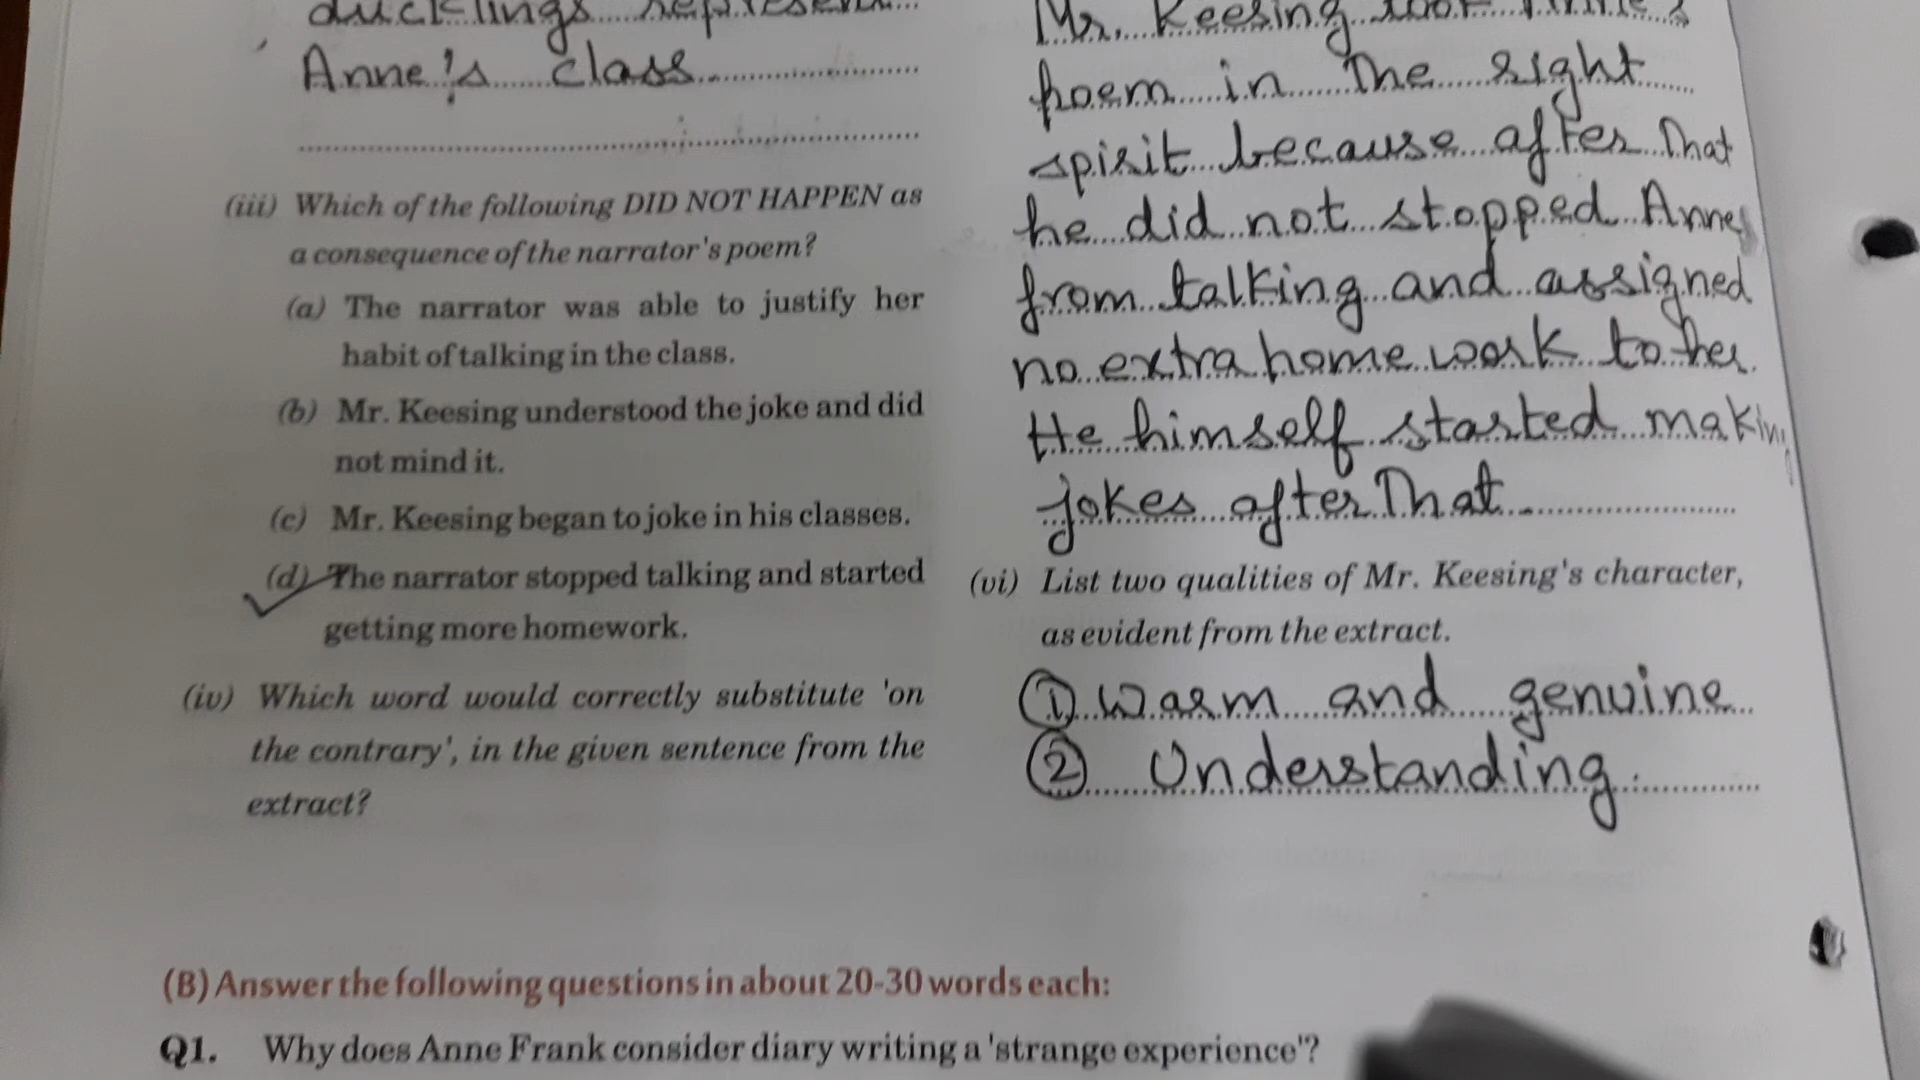 ducklings represent
Anne's class
(iii) Which of the following DID NOT HAPPEN as
a consequence of the narrator's poem?
(a) The narrator was able to justify her
habit of talking in the class.
(b) Mr. Keesing understood the joke and did
not mind it.
(c) Mr. Keesing began to joke in his classes.
(d) The narrator stopped talking and started
getting more homework.
(iv) Which word would correctly substitute 'on
the contrary', in the given sentence from the
extract?
Mr. Keesing took Anne's
poem in the right
spirit because after that
he did not stopped Anne
from talking and assigned
no extra home work to her.
He himself started making
jokes after that
(vi) List two qualities of Mr. Keesing's character,
as evident from the extract.
① Warm and genuine
② Understanding
(B) Answer the following questions in about 20-30 words each:
Q1. Why does Anne Frank consider diary writing a 'strange experience'?